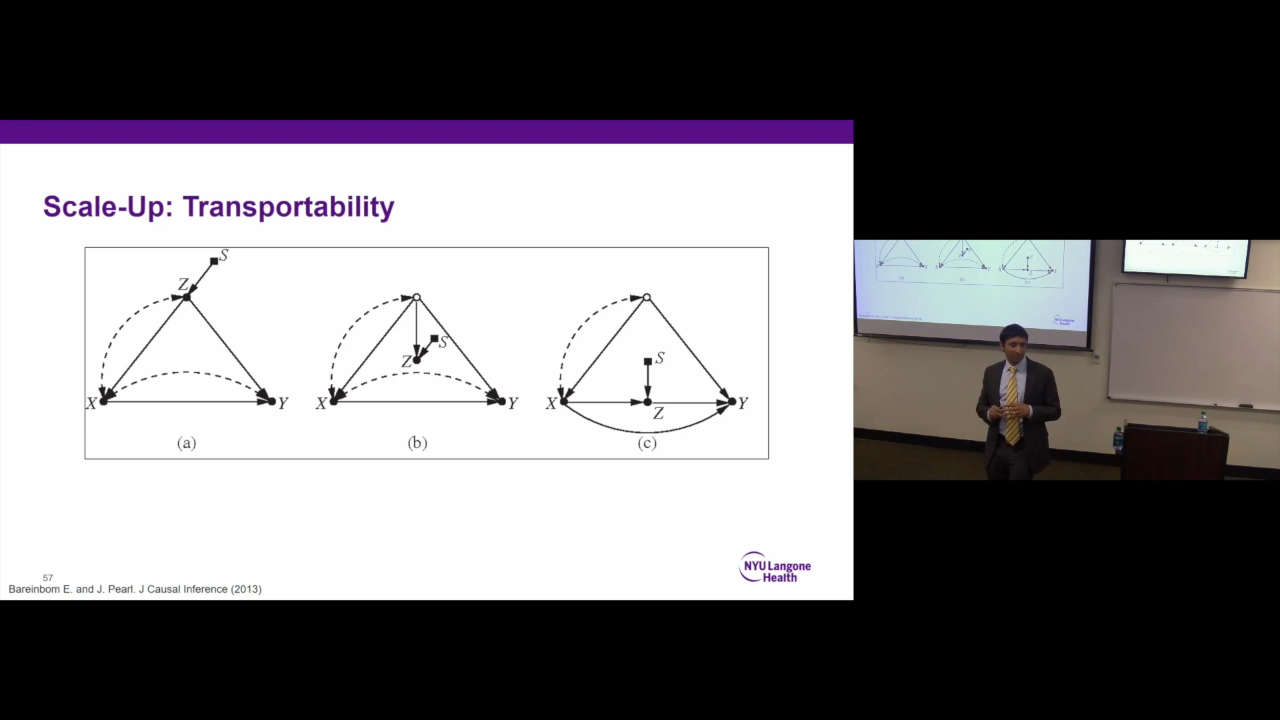 Scale-Up: Transportability
S
Z
X
Y
(a)
S
Z
X
Y
(b)
S
X
Z
Y
(c)
57
Bareinbom E. and J. Pearl. J Causal Inference (2013)
NYU Langone
Health